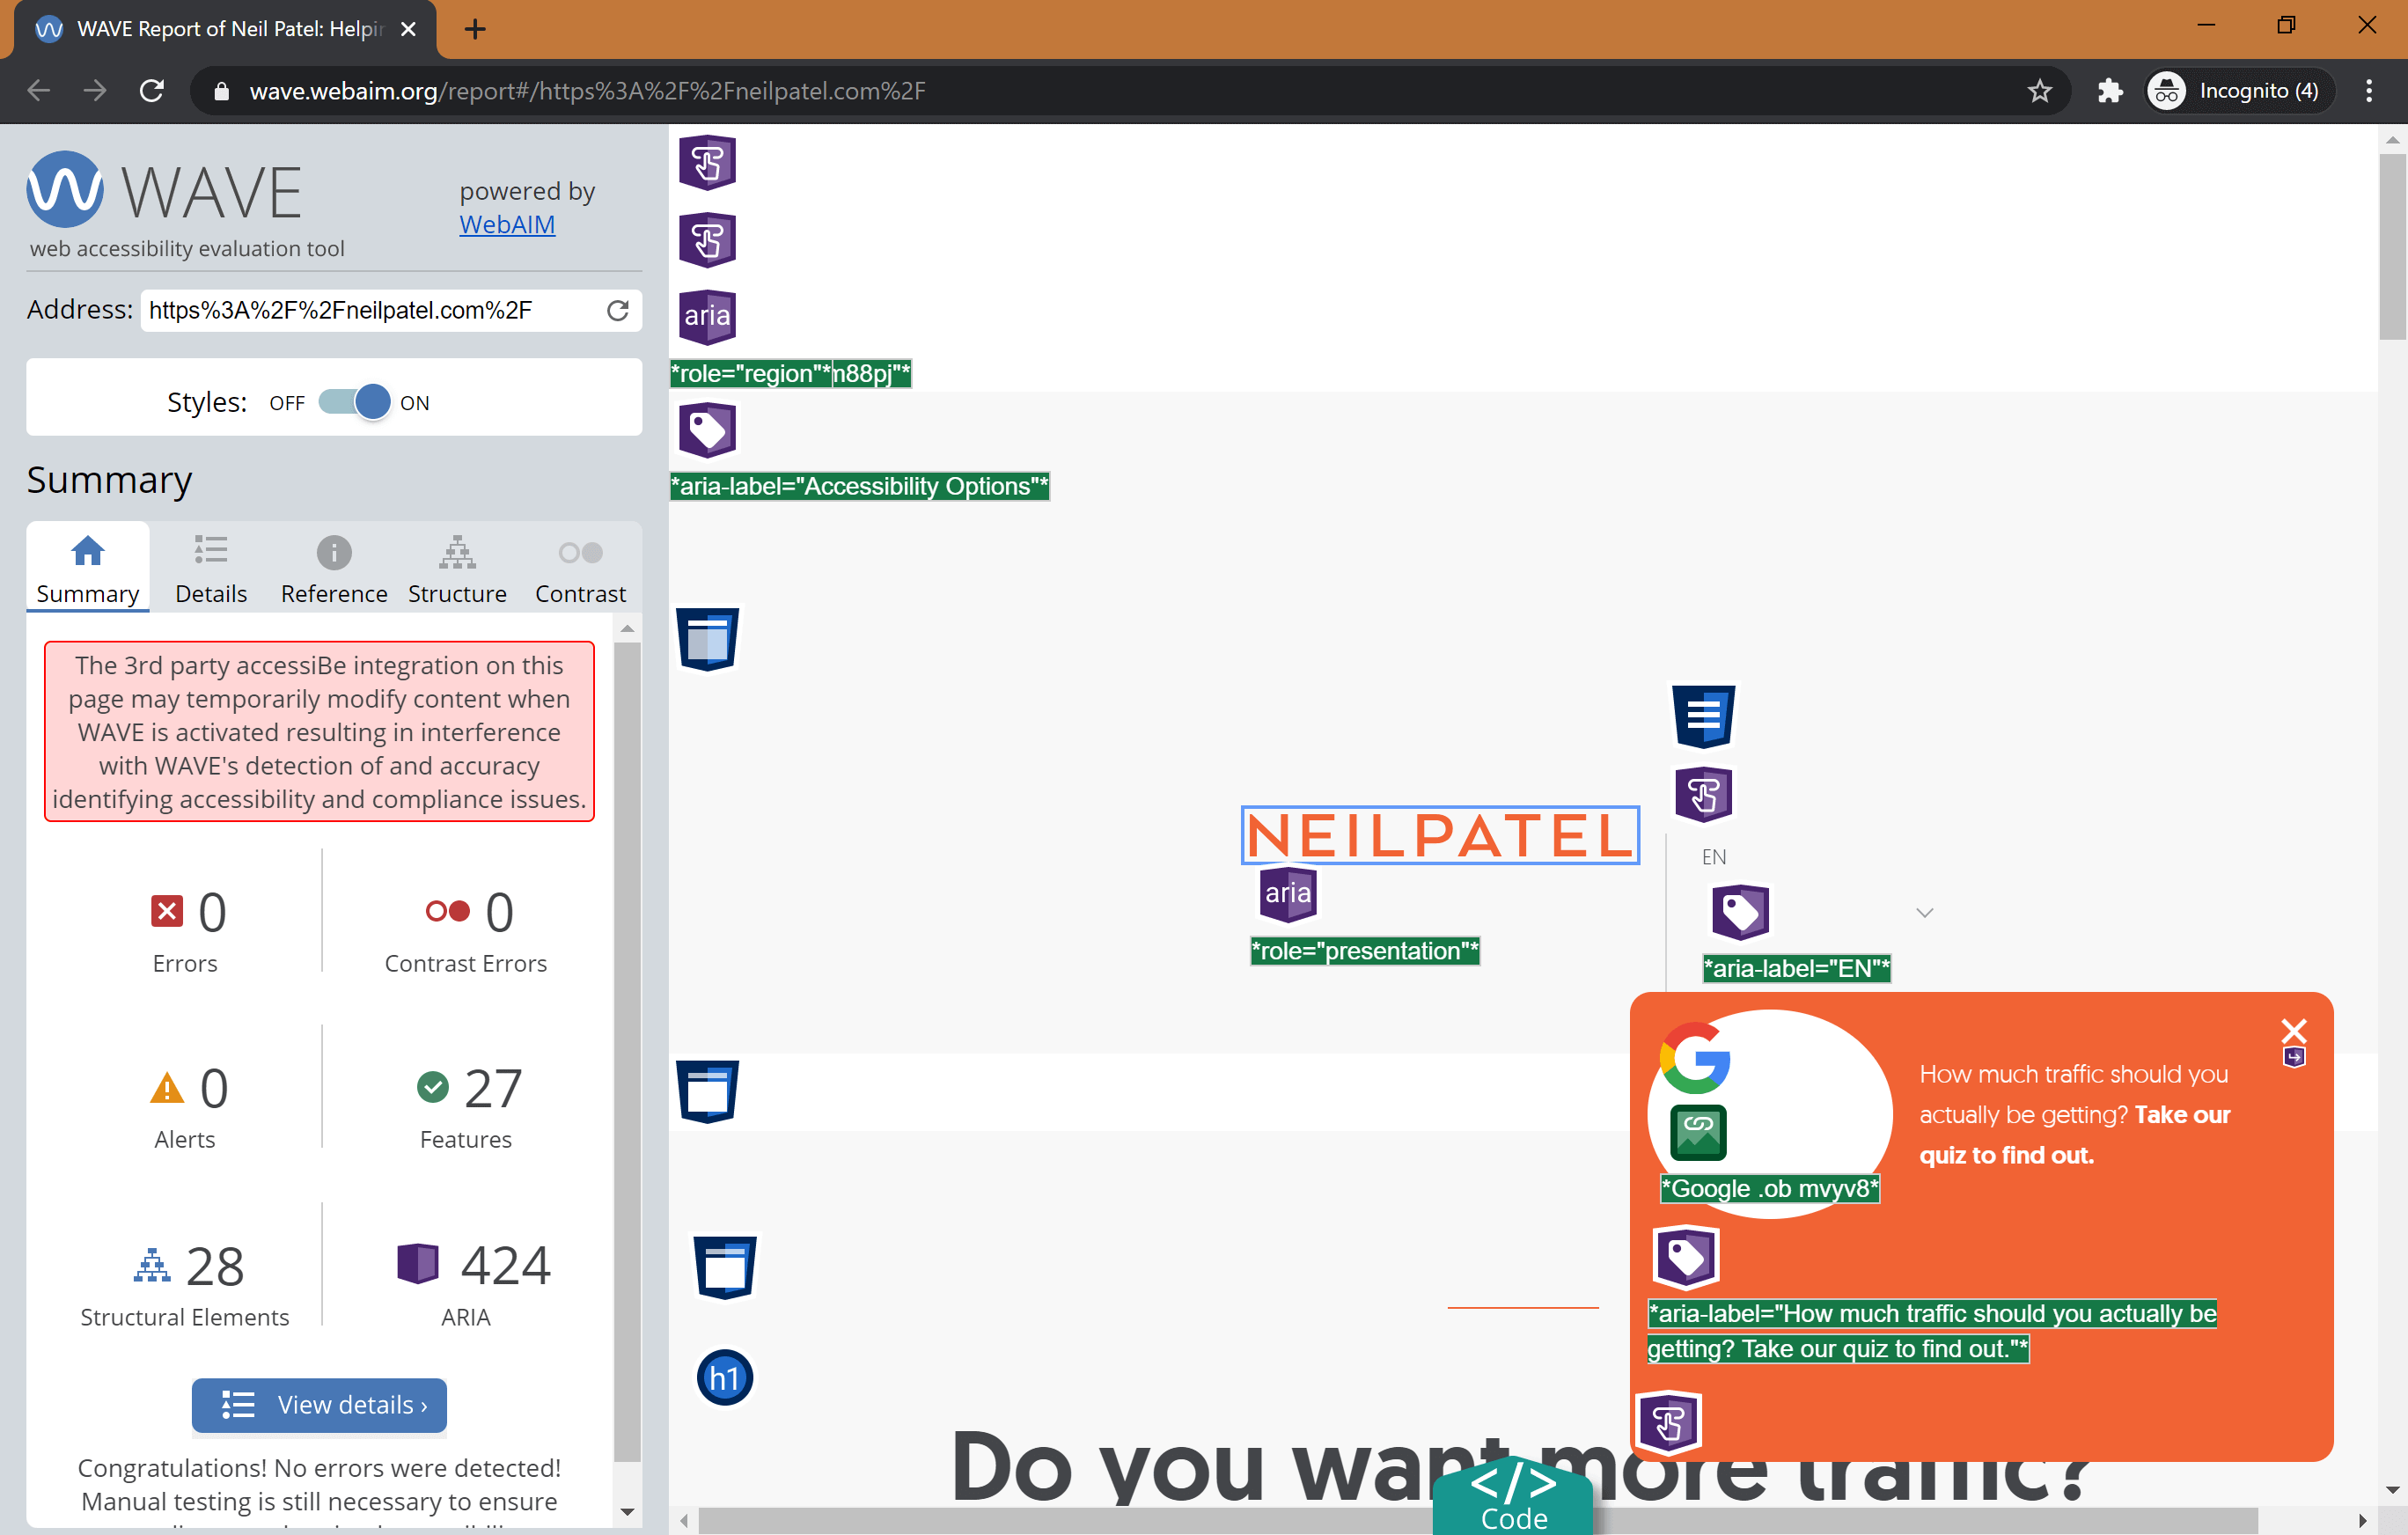 WAVE Report of Neil Patel: Helpin
wave.webaim.org/report#/https%3A%2F%2Fneilpatel.com%2F
Incognito (4)
WAVE
web accessibility evaluation tool
powered by
WebAIM
Address: https%3A%2F%2Fneilpatel.com%2F
Styles: OFF ON
Summary
Summary Details Reference Structure Contrast
The 3rd party accessiBe integration on this
page may temporarily modify content when
WAVE is activated resulting in interference
with WAVE's detection of and accuracy
identifying accessibility and compliance issues.
0
Errors
0
Contrast Errors
0
Alerts
27
Features
28
Structural Elements
424
ARIA
View details ›
Congratulations! No errors were detected!
Manual testing is still necessary to ensure
aria
*role="region"*
m88pj"*
*aria-label="Accessibility Options"*
NEILPATEL
aria
*role="presentation"*
EN
*aria-label="EN"*
How much traffic should you
actually be getting? Take our
quiz to find out.
*Google .ob mvyv8*
*aria-label="How much traffic should you actually be
getting? Take our quiz to find out."*
h1
Do you want more traffic?
</>
Code